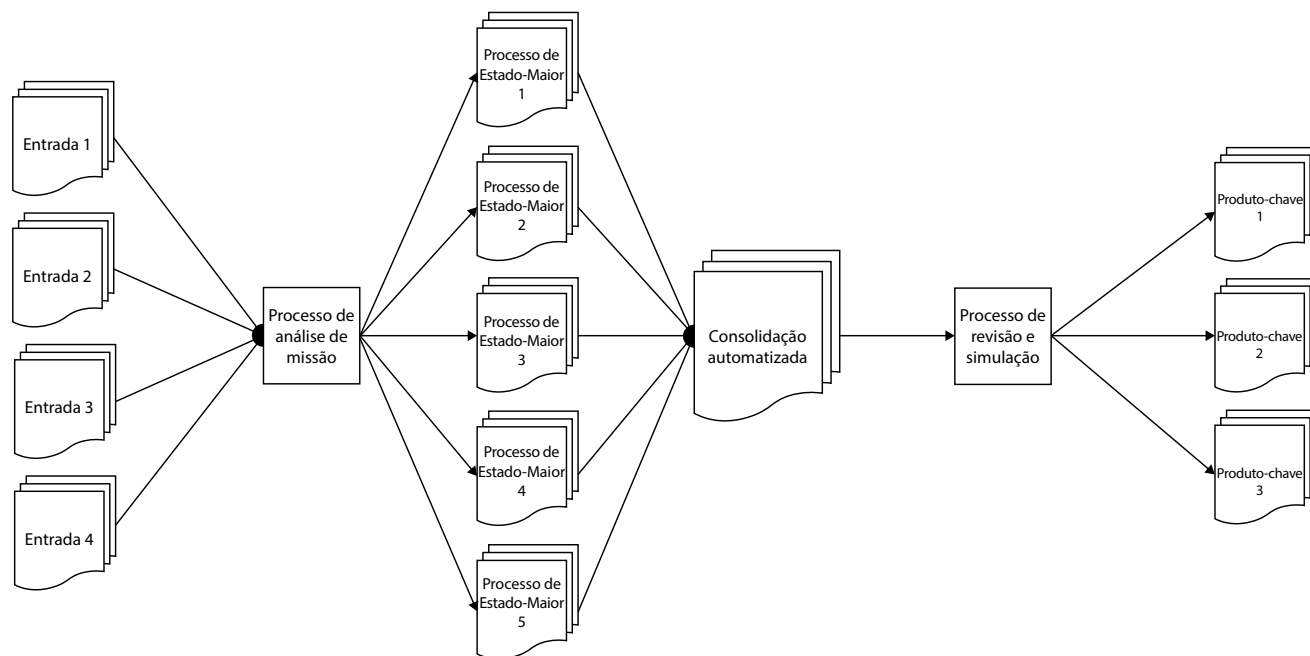 Entrada 1
Entrada 2
Entrada 3
Entrada 4
Processo de
análise de
missão
Processo de
Estado-Maior
1
Processo de
Estado-Maior
2
Processo de
Estado-Maior
3
Processo de
Estado-Maior
4
Processo de
Estado-Maior
5
Consolidação
automatizada
Processo de
revisão e
simulação
Produto-chave
1
Produto-chave
2
Produto-chave
3